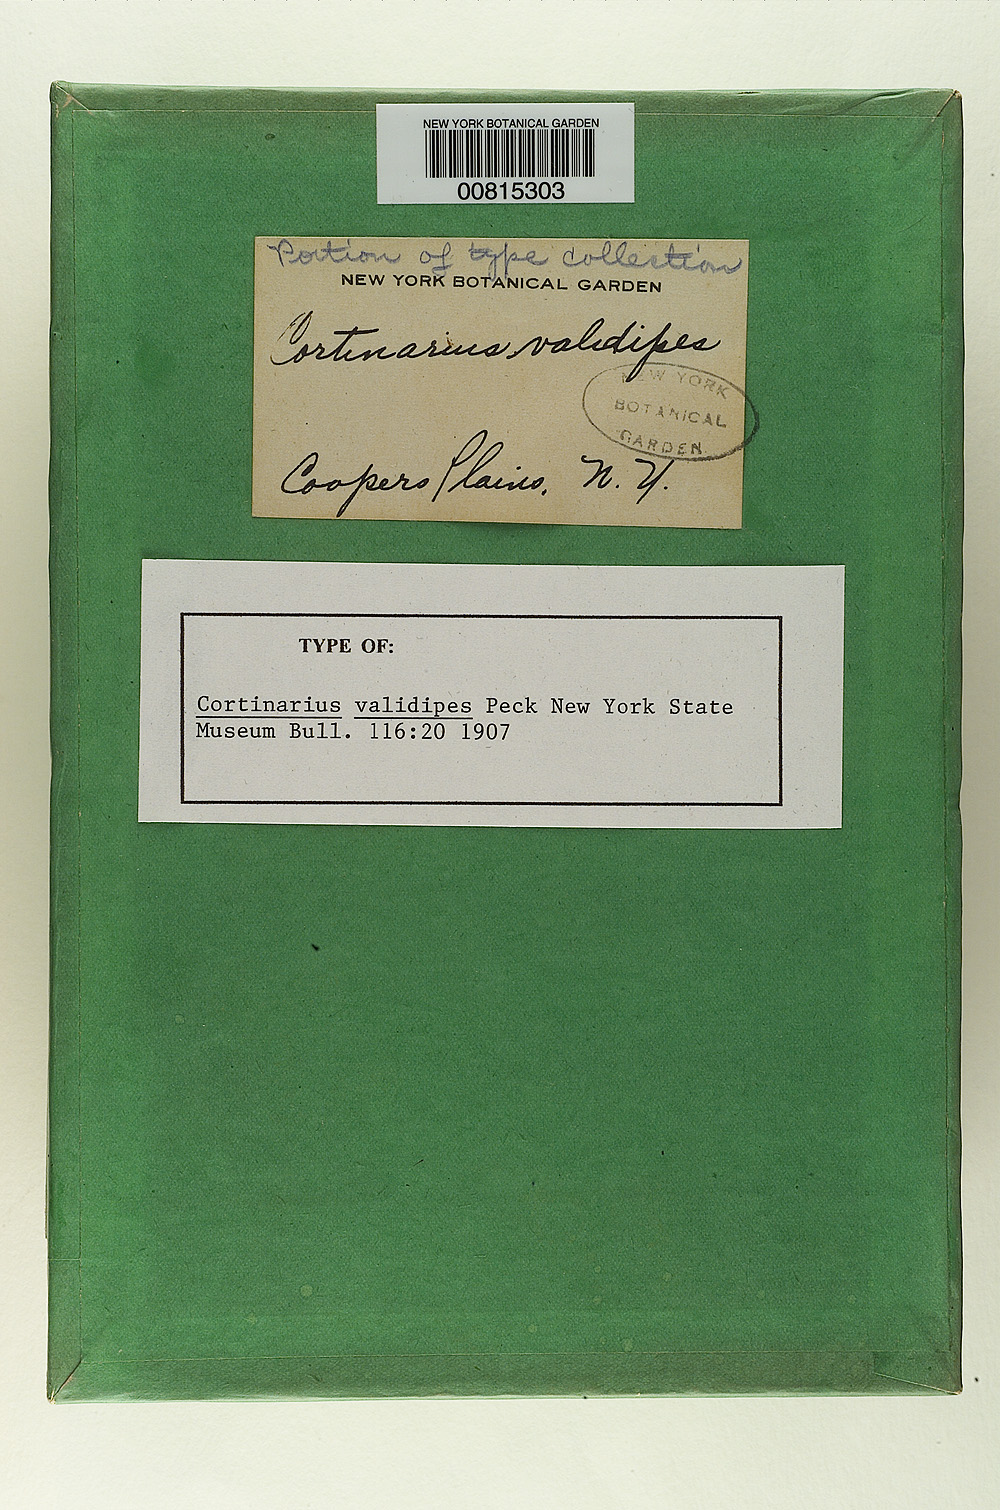 NEW YORK BOTANICAL GARDEN
00815303
Portion of type collection
NEW YORK BOTANICAL GARDEN
Cortinarius validipes
NEW YORK
BOTANICAL
GARDEN
Coopers Plains, N. Y.
TYPE OF:
Cortinarius validipes Peck New York State
Museum Bull. 116:20 1907